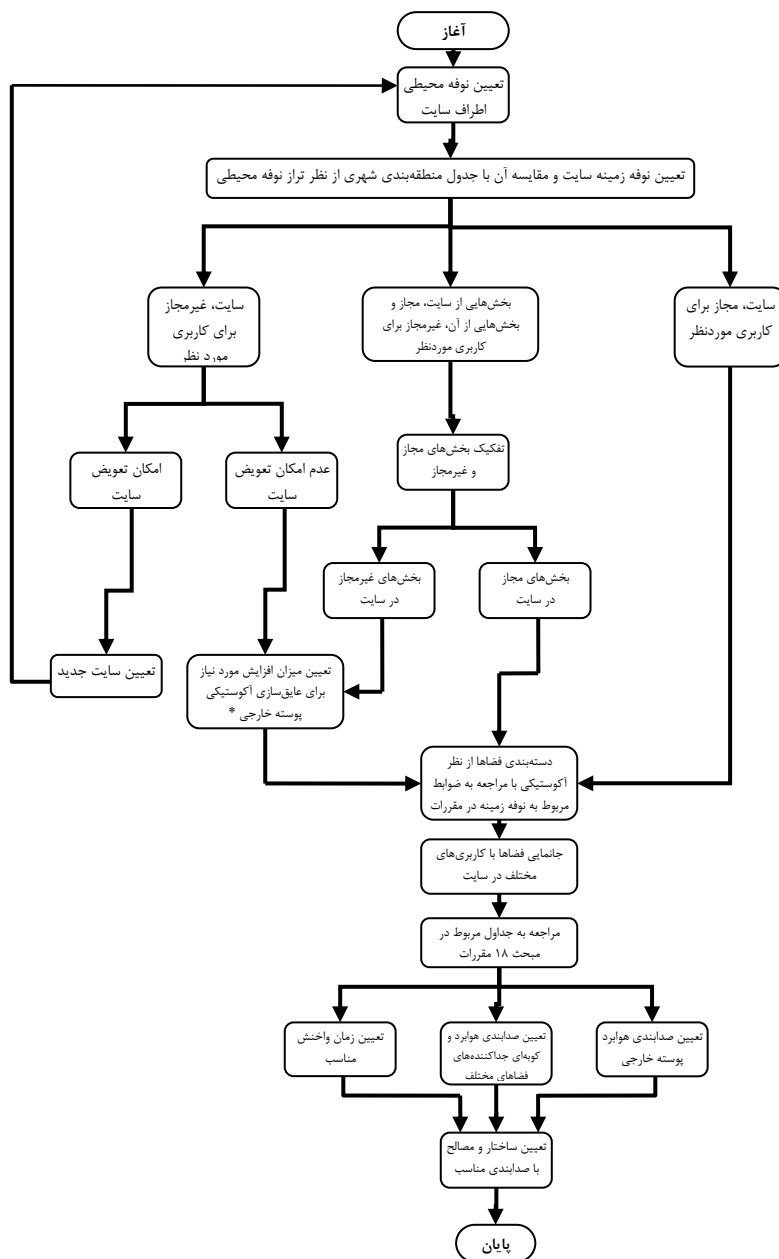 آغاز
تعیین نوفه محیطی
اطراف سایت
تعیین نوفه زمینه سایت و مقایسه آن با جدول منطقه‌بندی شهری از نظر تراز نوفه محیطی
سایت، مجاز برای
کاربری موردنظر
بخش‌هایی از سایت، مجاز و
بخش‌هایی از آن، غیرمجاز برای
کاربری موردنظر
سایت، غیرمجاز
برای کاربری
مورد نظر
تفکیک بخش‌های مجاز
و غیرمجاز
عدم امکان تعویض
سایت
امکان تعویض
سایت
بخش‌های مجاز
در سایت
بخش‌های غیرمجاز
در سایت
تعیین میزان افزایش مورد نیاز
برای عایق‌سازی آکوستیکی
پوسته خارجی *
تعیین سایت جدید
دسته‌بندی فضاها از نظر
آکوستیکی با مراجعه به ضوابط
مربوط به نوفه زمینه در مقررات
جانمایی فضاها با کاربری‌های
مختلف در سایت
مراجعه به جداول مربوط در
مبحث ۱۸ مقررات
تعیین صدابندی هوابرد
پوسته خارجی
تعیین صدابندی هوابرد و
کوبه‌ای جداکننده‌های
فضاهای مختلف
تعیین زمان واخنش
مناسب
تعیین ساختار و مصالح
با صدابندی مناسب
پایان